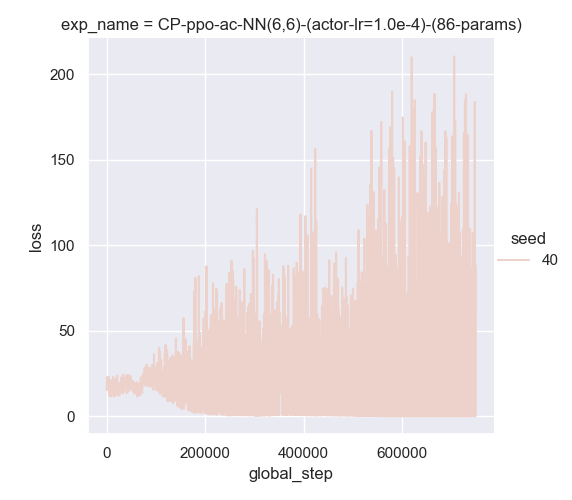 exp_name = CP-ppo-ac-NN(6,6)-(actor-lr=1.0e-4)-(86-params)
200
150
100
50
0
loss
0
200000
400000
600000
global_step
seed
40